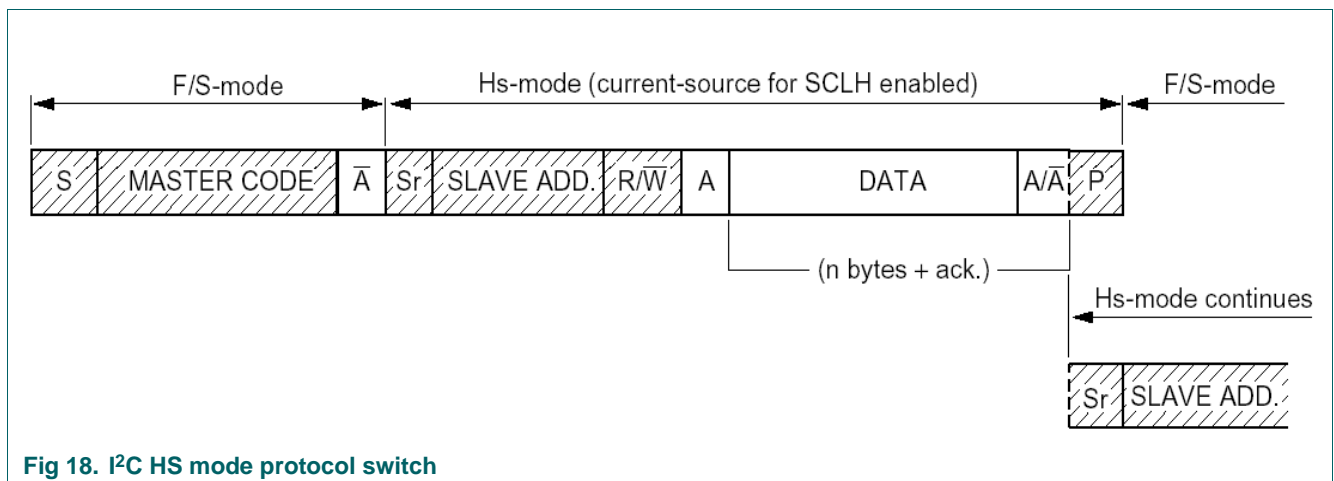 F/S-mode Hs-mode (current-source for SCLH enabled) F/S-mode
S MASTER CODE A̅ Sr SLAVE ADD. R/W̅ A DATA A/A̅ P
(n bytes + ack.)
Hs-mode continues
Sr SLAVE ADD.
Fig 18. I²C HS mode protocol switch